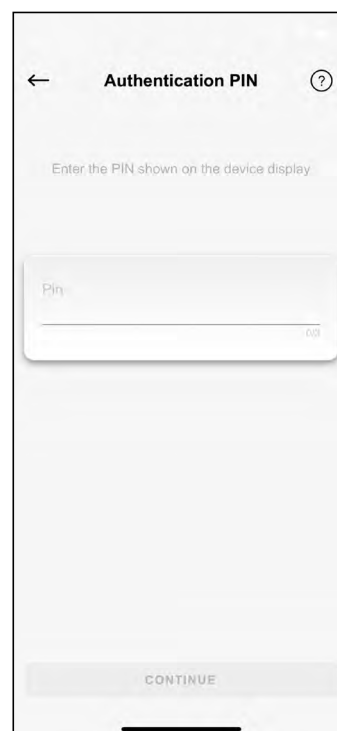 Authentication PIN
?
Enter the PIN shown on the device display
Pin
0/3
CONTINUE